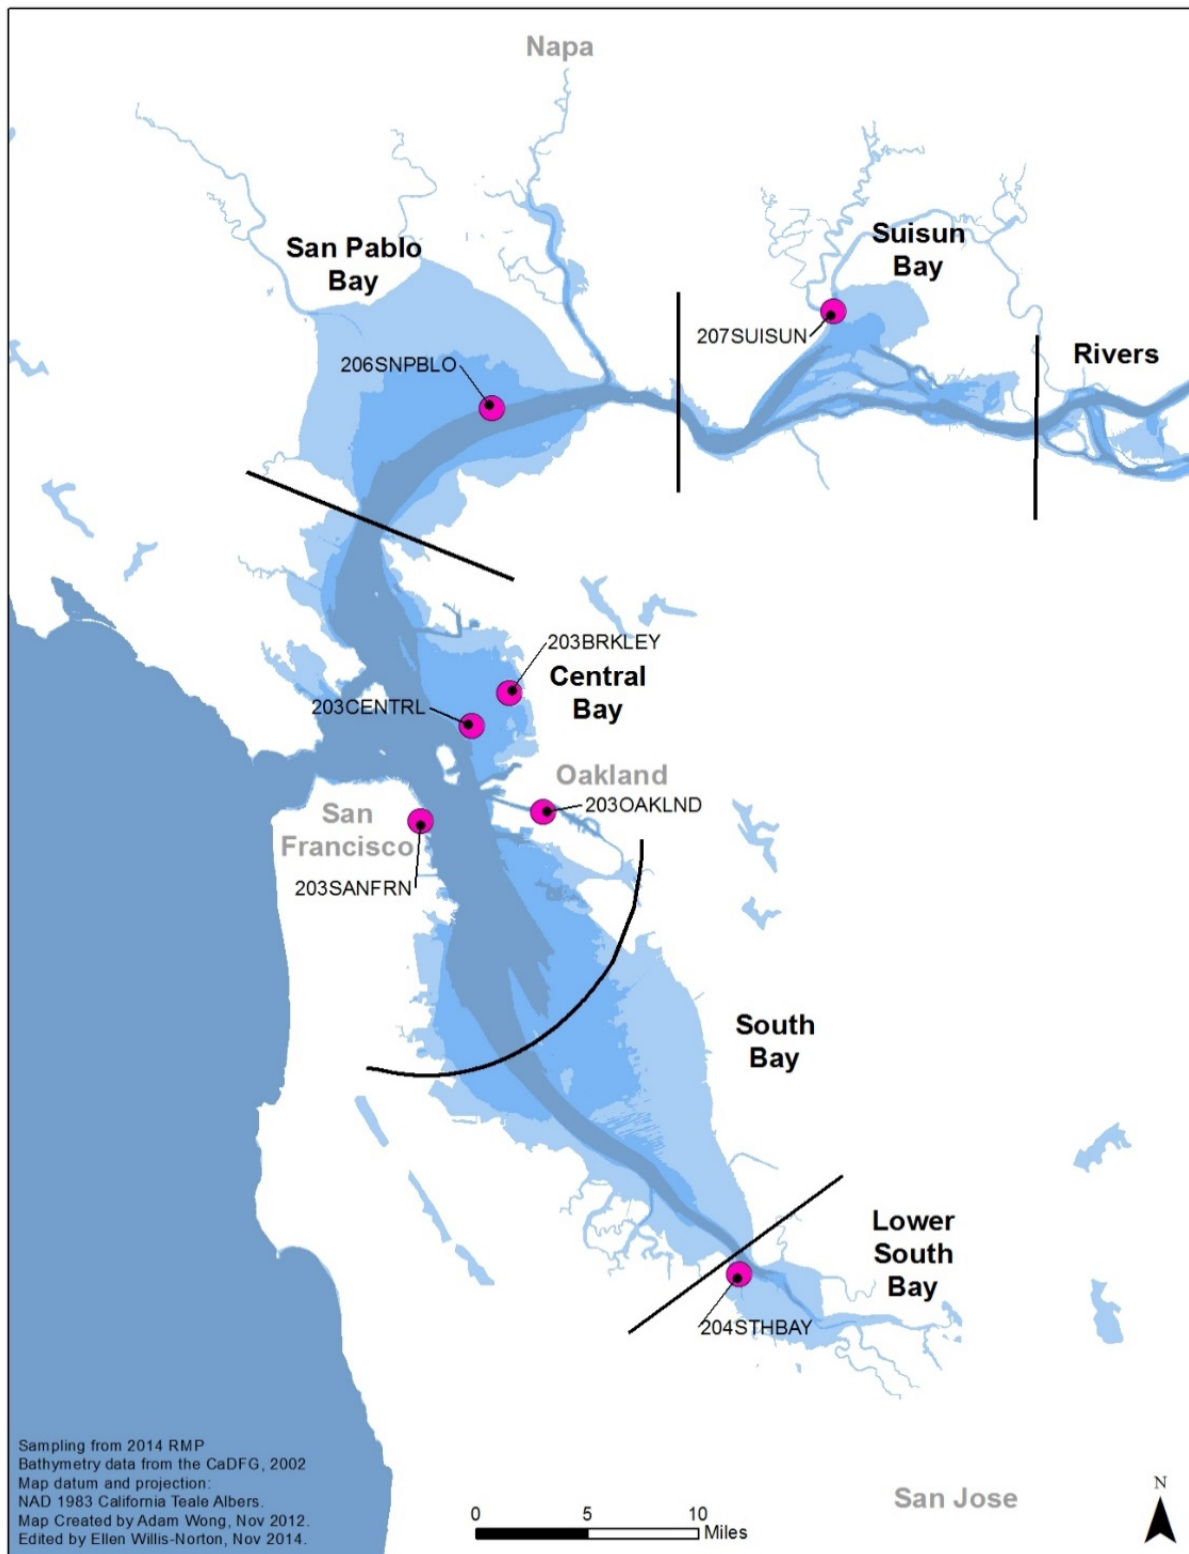 Napa
San Pablo
Bay
Suisun
Bay
207SUISUN
Rivers
206SNPBLO
203BRKLEY
Central
Bay
203CENTRL
Oakland
203OAKLND
San
Francisco
203SANFRN
South
Bay
Lower
South
Bay
204STHBAY
Sampling from 2014 RMP
Bathymetry data from the CaDFG, 2002
Map datum and projection:
NAD 1983 California Teale Albers.
Map Created by Adam Wong, Nov 2012.
Edited by Ellen Willis-Norton, Nov 2014.
San Jose
N
0 5 10
Miles